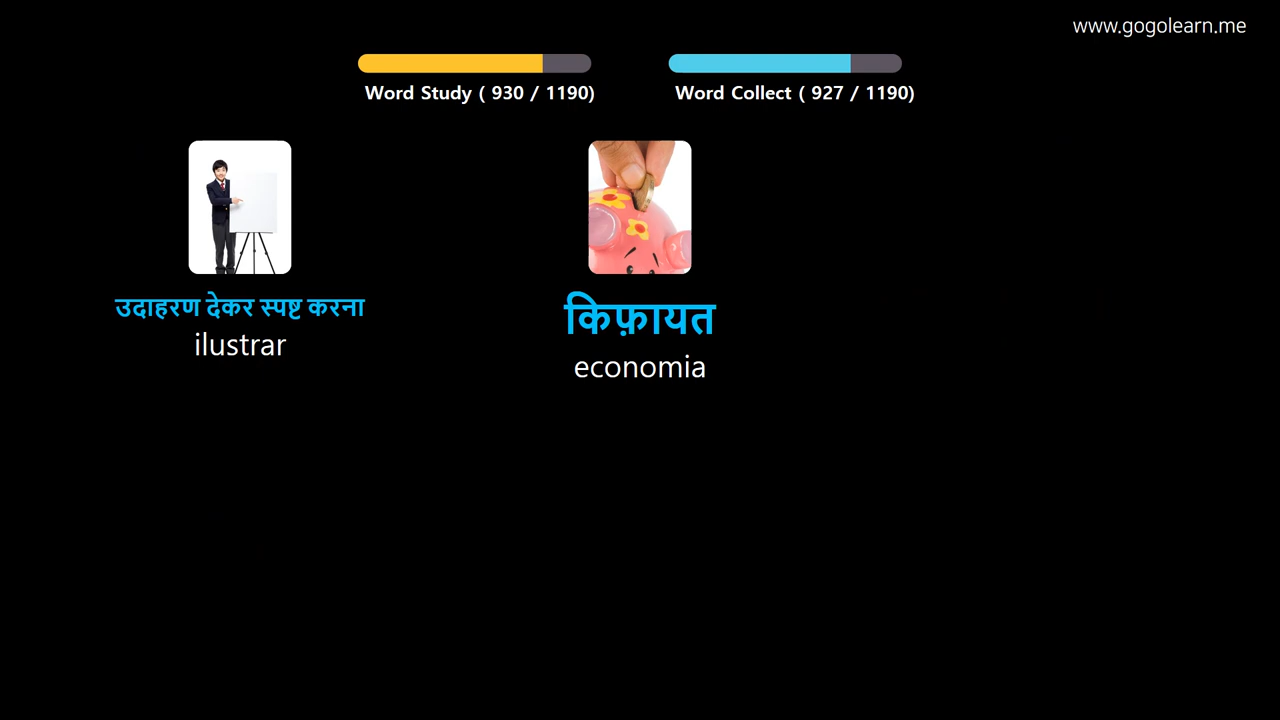 www.gogolearn.me
Word Study ( 930 / 1190)
Word Collect ( 927 / 1190)
उदाहरण देकर स्पष्ट करना
ilustrar
किफ़ायत
economia